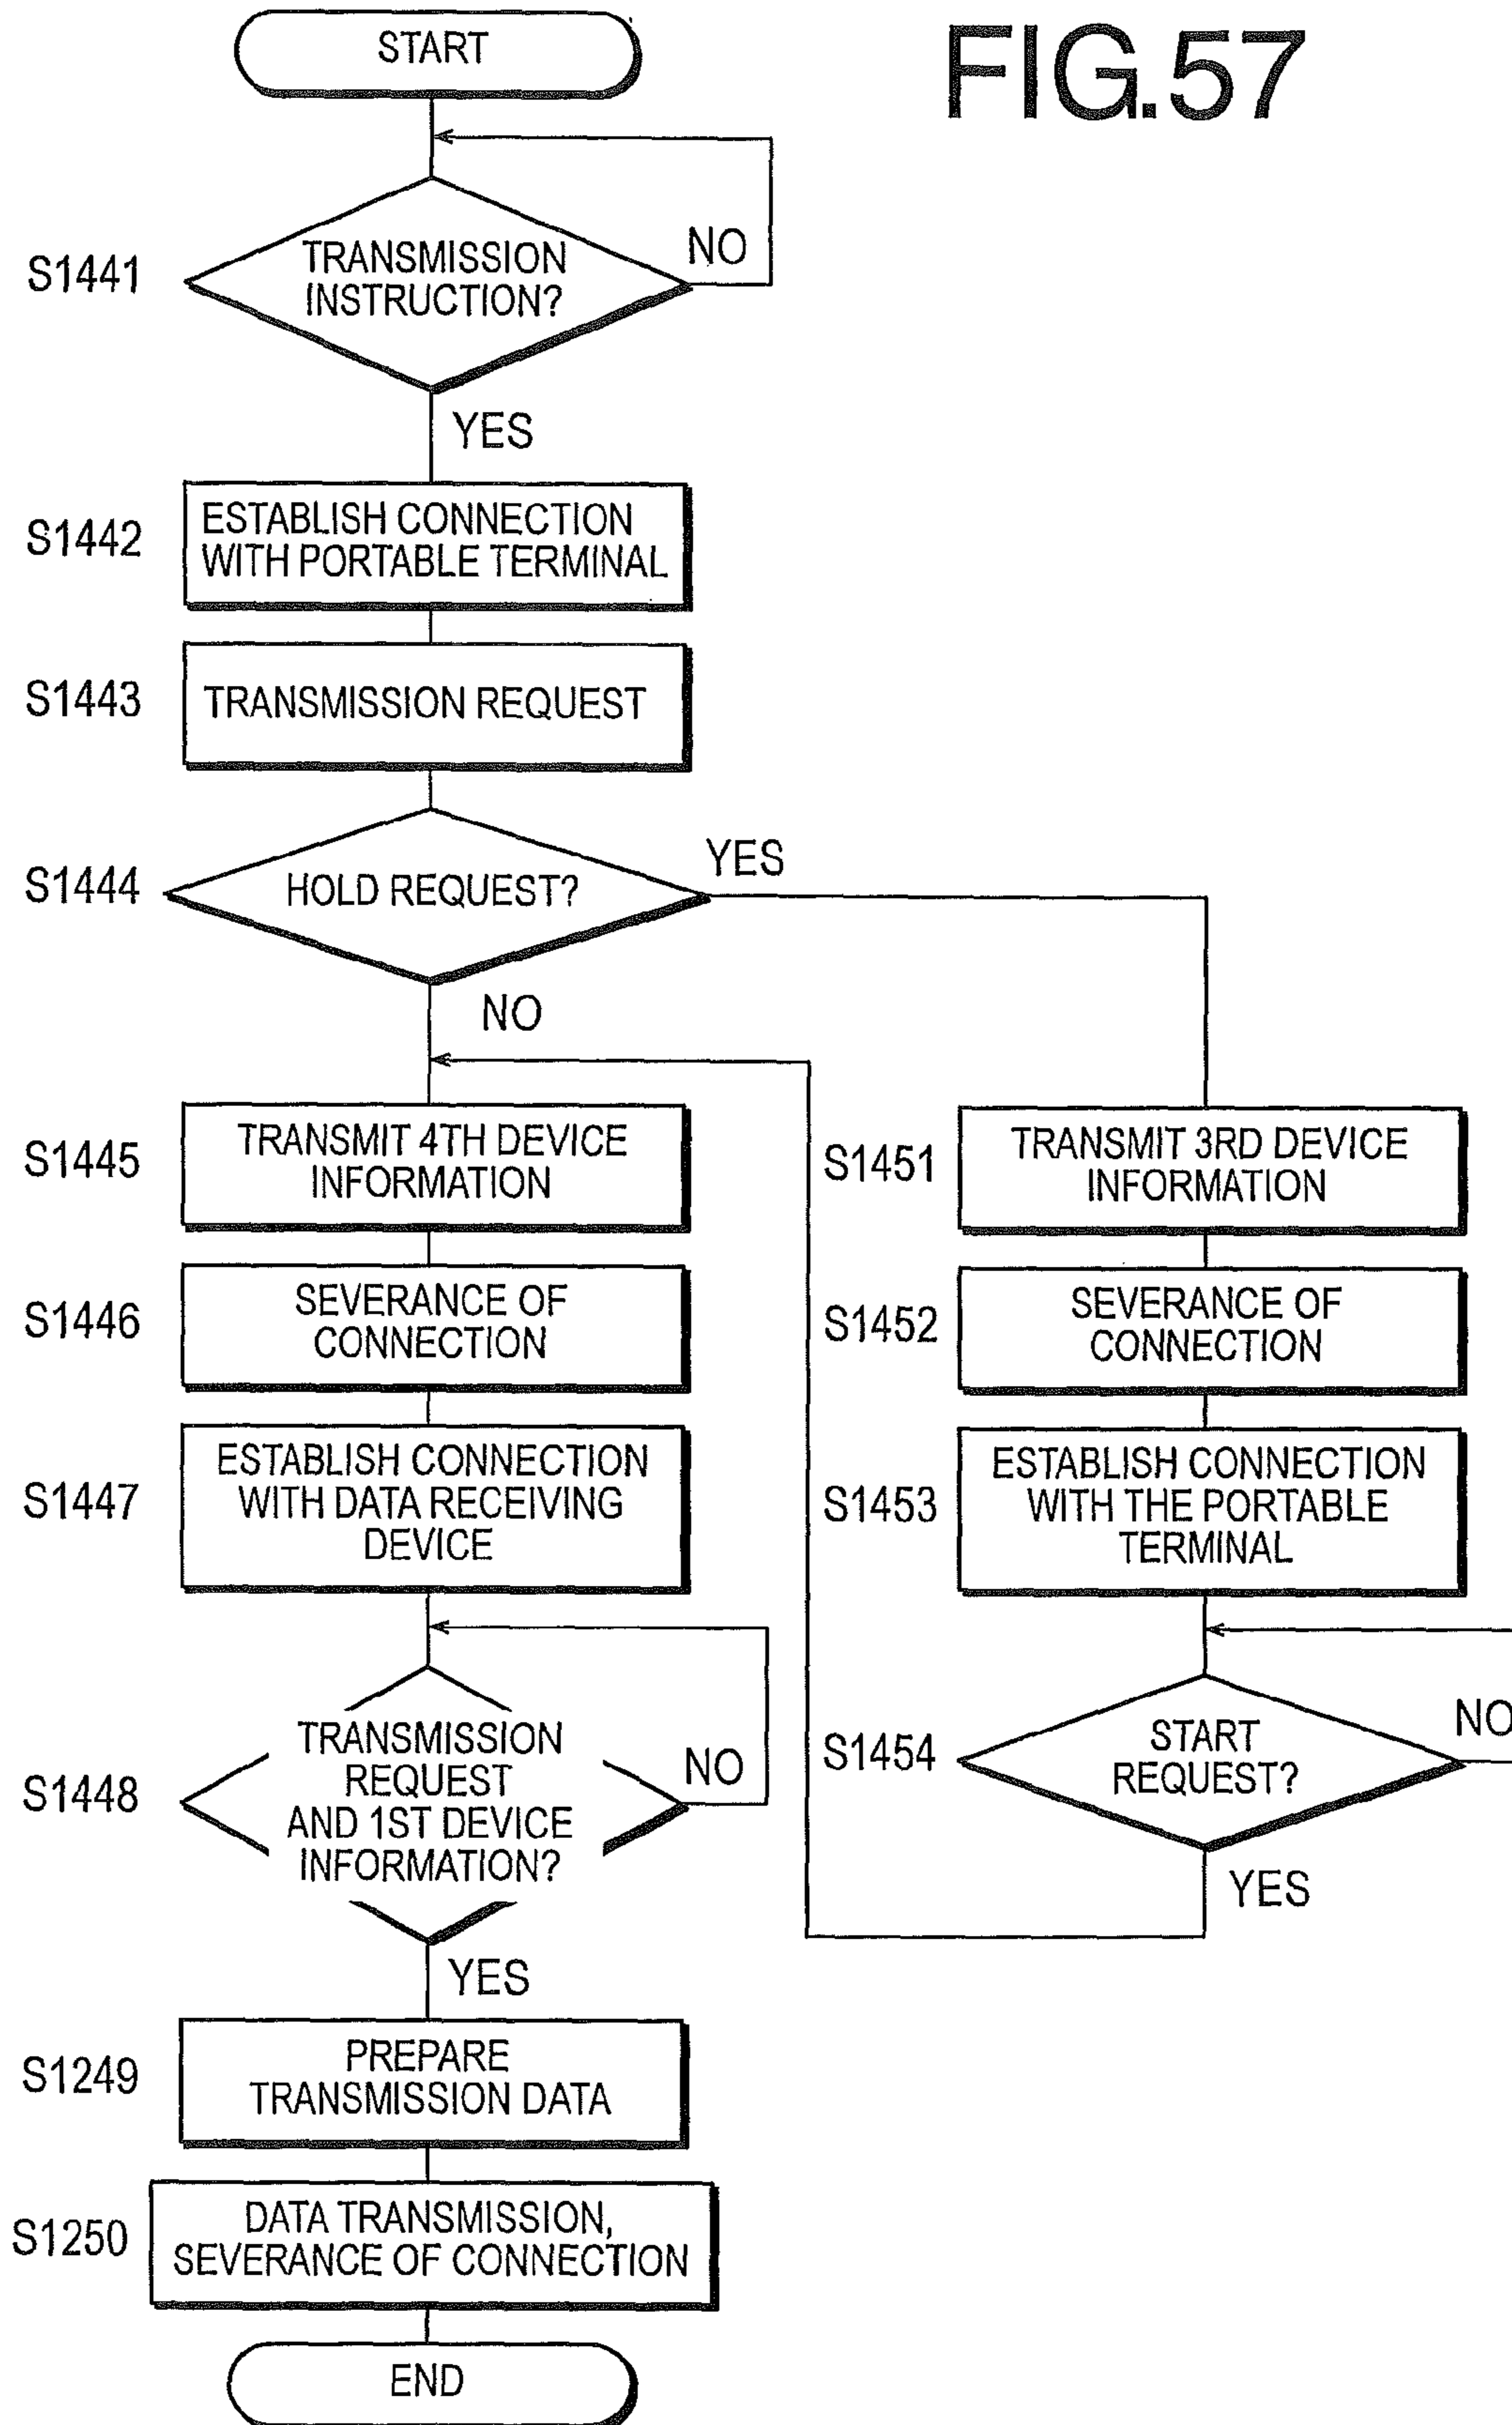 FIG.57
START
S1441
TRANSMISSION
INSTRUCTION?
NO
YES
S1442
ESTABLISH CONNECTION
WITH PORTABLE TERMINAL
S1443
TRANSMISSION REQUEST
S1444
HOLD REQUEST?
YES
NO
S1445
TRANSMIT 4TH DEVICE
INFORMATION
S1446
SEVERANCE OF
CONNECTION
S1447
ESTABLISH CONNECTION
WITH DATA RECEIVING
DEVICE
S1448
TRANSMISSION
REQUEST
AND 1ST DEVICE
INFORMATION?
NO
YES
S1249
PREPARE
TRANSMISSION DATA
S1250
DATA TRANSMISSION,
SEVERANCE OF CONNECTION
END
S1451
TRANSMIT 3RD DEVICE
INFORMATION
S1452
SEVERANCE OF
CONNECTION
S1453
ESTABLISH CONNECTION
WITH THE PORTABLE
TERMINAL
S1454
START
REQUEST?
NO
YES